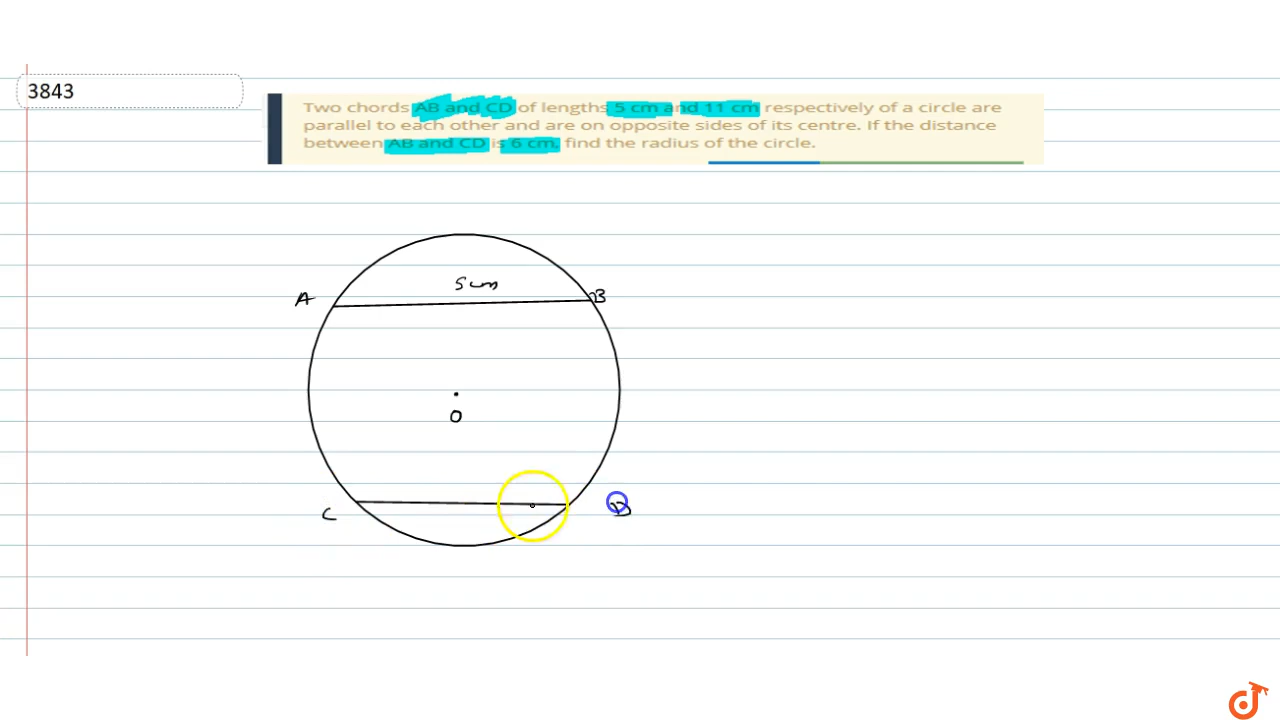 3843
Two chords AB and CD of lengths 5 cm and 11 cm respectively of a circle are
parallel to each other and are on opposite sides of its centre. If the distance
between AB and CD is 6 cm, find the radius of the circle.
5cm
A
B
O
C
D